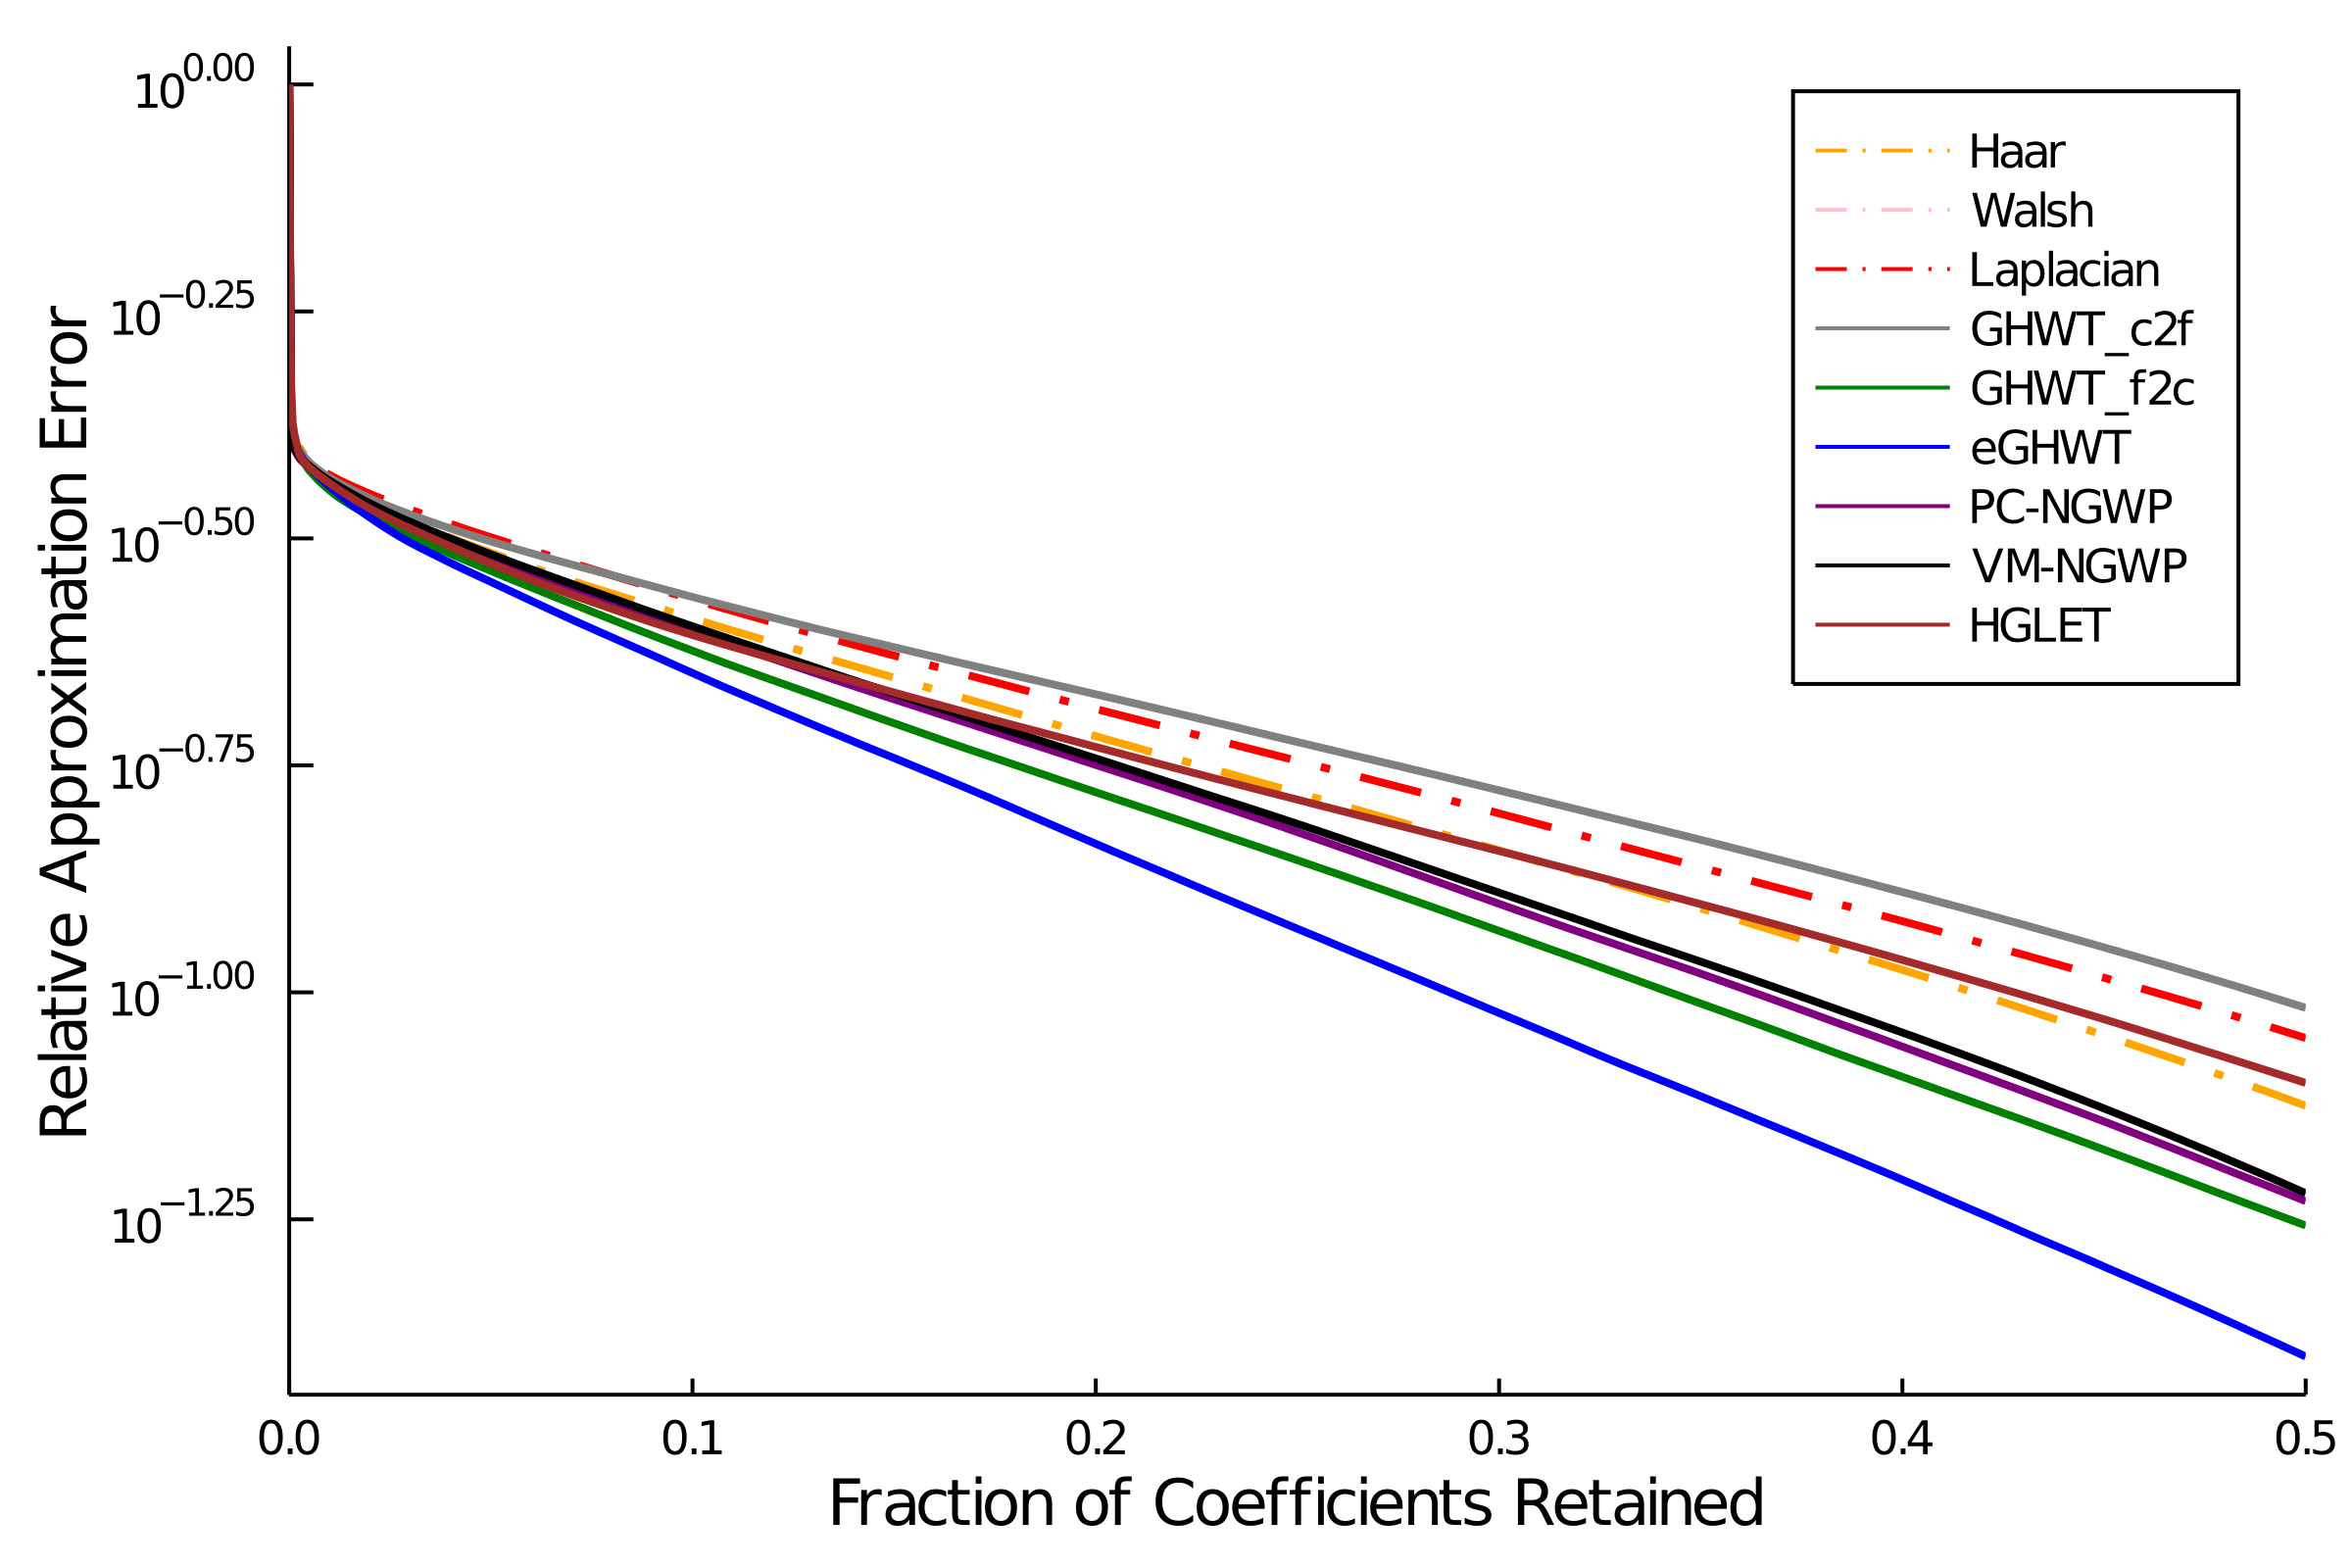 10^0.00
10^−0.25
10^−0.50
10^−0.75
10^−1.00
10^−1.25
Relative Approximation Error
Haar
Walsh
Laplacian
GHWT_c2f
GHWT_f2c
eGHWT
PC-NGWP
VM-NGWP
HGLET
0.0 0.1 0.2 0.3 0.4 0.5
Fraction of Coefficients Retained